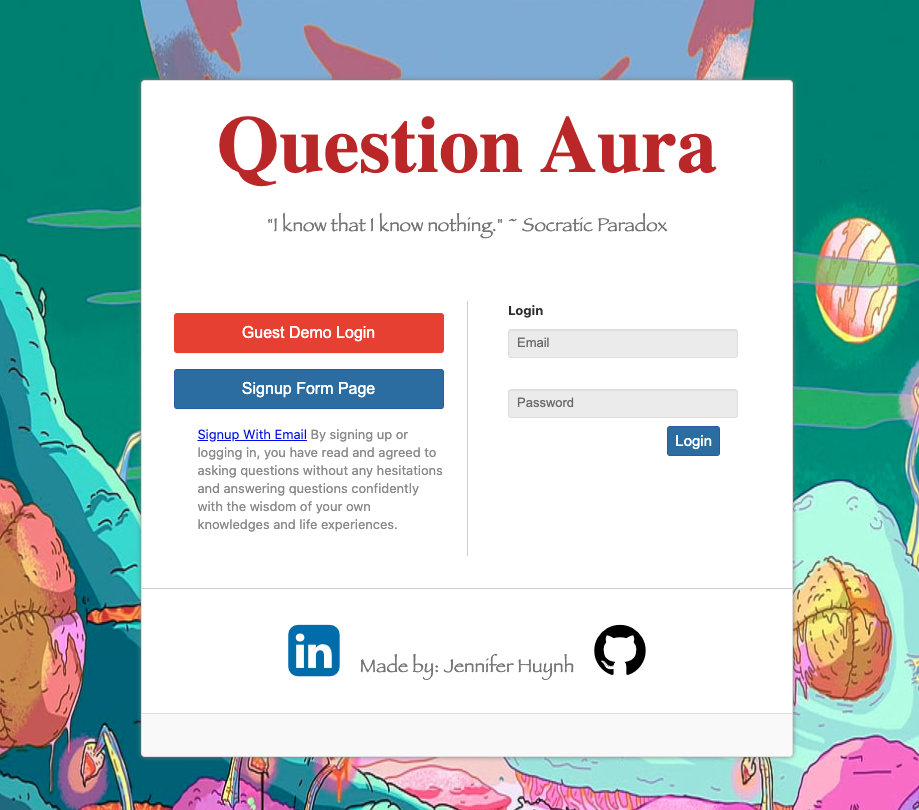 Question Aura
"I know that I know nothing." ~ Socratic Paradox
Guest Demo Login
Signup Form Page
Signup With Email By signing up or
logging in, you have read and agreed to
asking questions without any hesitations
and answering questions confidently
with the wisdom of your own
knowledges and life experiences.
Login
Email
Password
Login
in
Made by: Jennifer Huynh